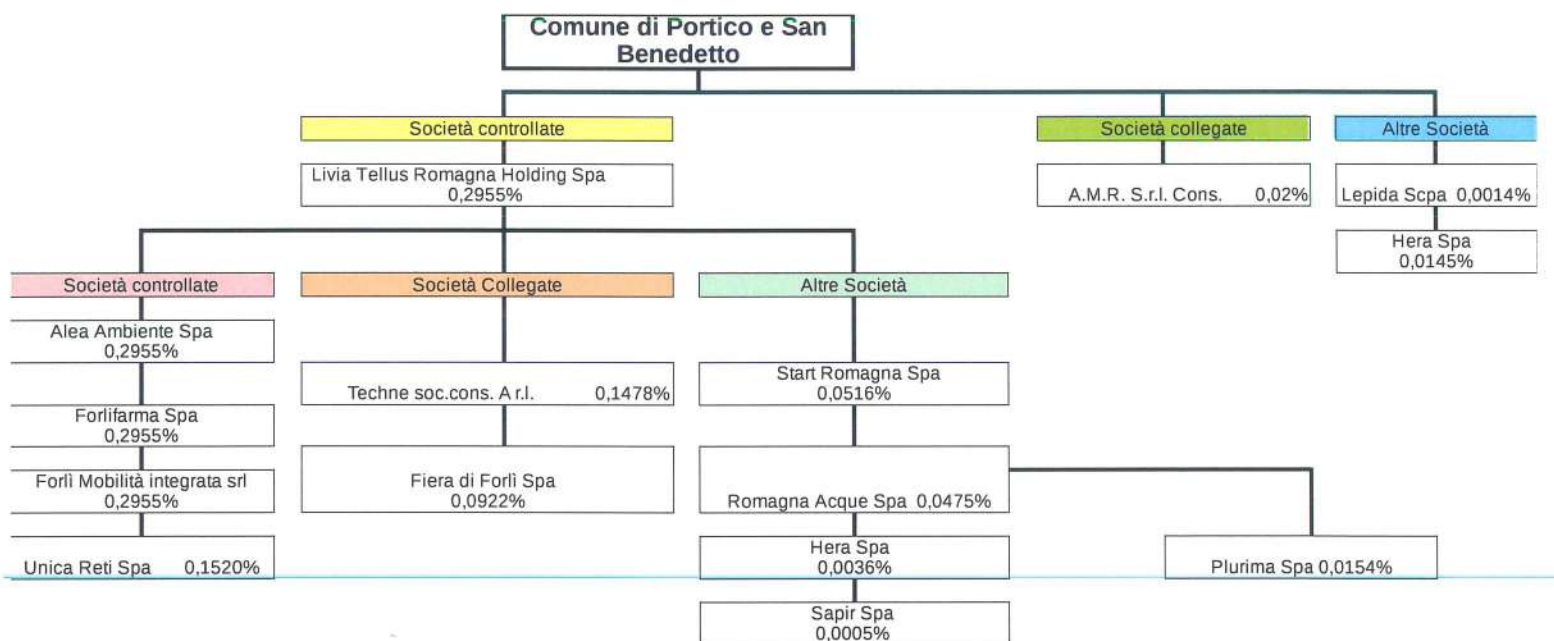 Comune di Portico e San
Benedetto
Società controllate
Società collegate
Altre Società
Livia Tellus Romagna Holding Spa
0,2955%
A.M.R. S.r.l. Cons. 0,02%
Lepida Scpa 0,0014%
Hera Spa
0,0145%
Società controllate
Società Collegate
Altre Società
Alea Ambiente Spa
0,2955%
Techne soc.cons. A r.l. 0,1478%
Start Romagna Spa
0,0516%
Forlifarma Spa
0,2955%
Forlì Mobilità integrata srl
0,2955%
Fiera di Forlì Spa
0,0922%
Romagna Acque Spa 0,0475%
Unica Reti Spa 0,1520%
Hera Spa
0,0036%
Plurima Spa 0,0154%
Sapir Spa
0,0005%